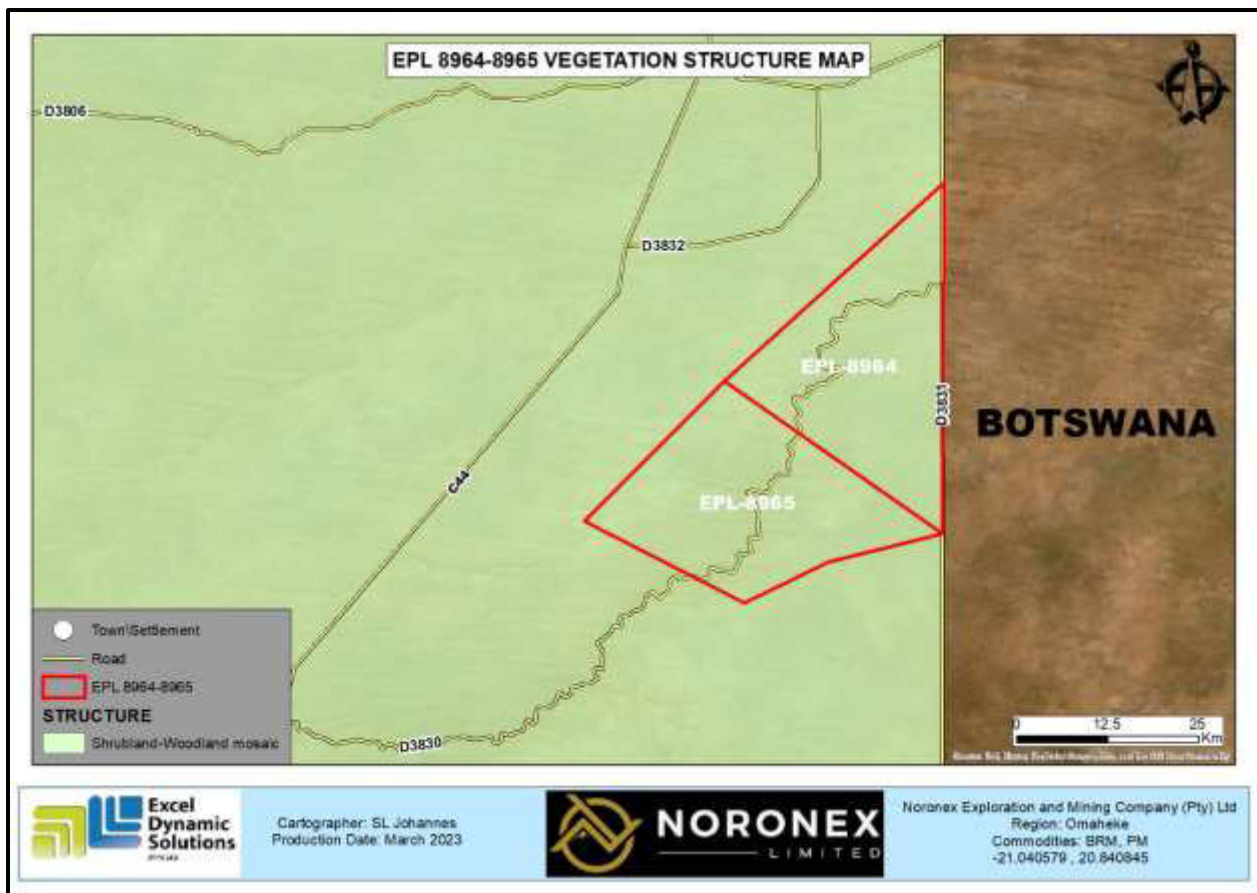 EPL 8964-8965 VEGETATION STRUCTURE MAP
D3806
D3832
EPL-8964
D3831
BOTSWANA
C44
EPL-8965
Town\Settlement
Road
EPL 8964-8965
STRUCTURE
Shrubland-Woodland mosaic
D3830
0 12.5 25
Km
Excel
Dynamic
Solutions
Cartographer: SL Johannes
Production Date: March 2023
NORONEX
LIMITED
Noronex Exploration and Mining Company (Pty) Ltd
Region: Omaheke
Commodities: BRM, PM
-21.040579 , 20.840845